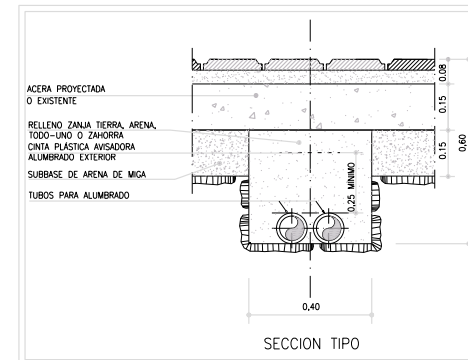 ACERA PROYECTADA
O EXISTENTE
RELLENO ZANJA TIERRA, ARENA,
TODO-UNO O ZAHORRA
CINTA PLÁSTICA AVISADORA
ALUMBRADO EXTERIOR
SUBBASE DE ARENA DE MIGA
TUBOS PARA ALUMBRADO
0.08
0.15
0.15
0,60
0,25 MINIMO
0,40
SECCION TIPO